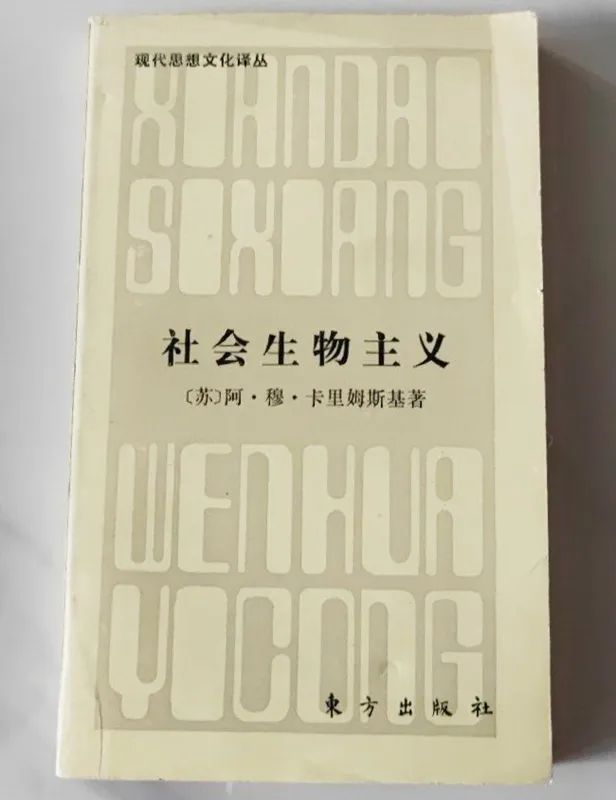 现代思想文化译丛
XIANDAI
SIXIANG
社会生物主义
〔苏〕阿·穆·卡里姆斯基著
WENHUA
YICONG
東方出版社